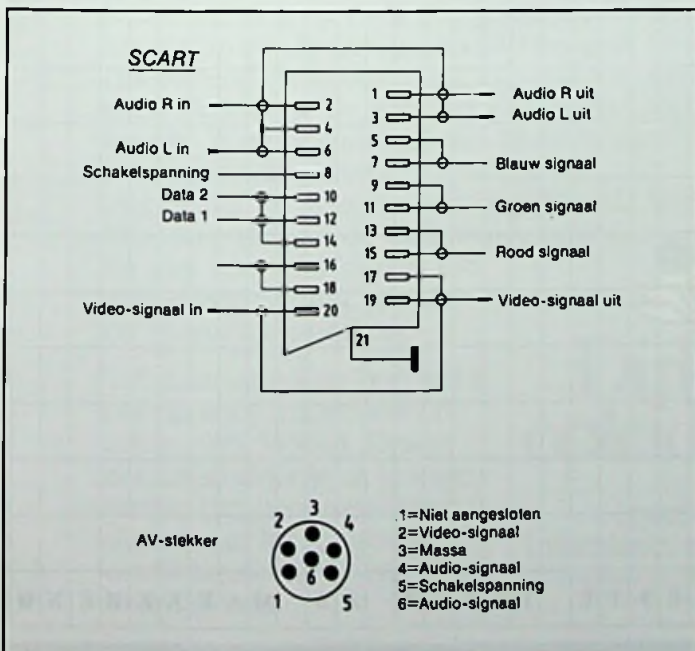 SCART
Audio R in
Audio L in
Schakelspanning
Data 2
Data 1
Video-signaal in
2
4
6
8
10
12
14
16
18
20
1
3
5
7
9
11
13
15
17
19
21
Audio R uit
Audio L uit
Blauw signaal
Groen signaal
Rood signaal
Video-signaal uit
AV-stekker
1
2
3
4
5
6
1=Niet aangesloten
2=Video-signaal
3=Massa
4=Audio-signaal
5=Schakelspanning
6=Audio-signaal